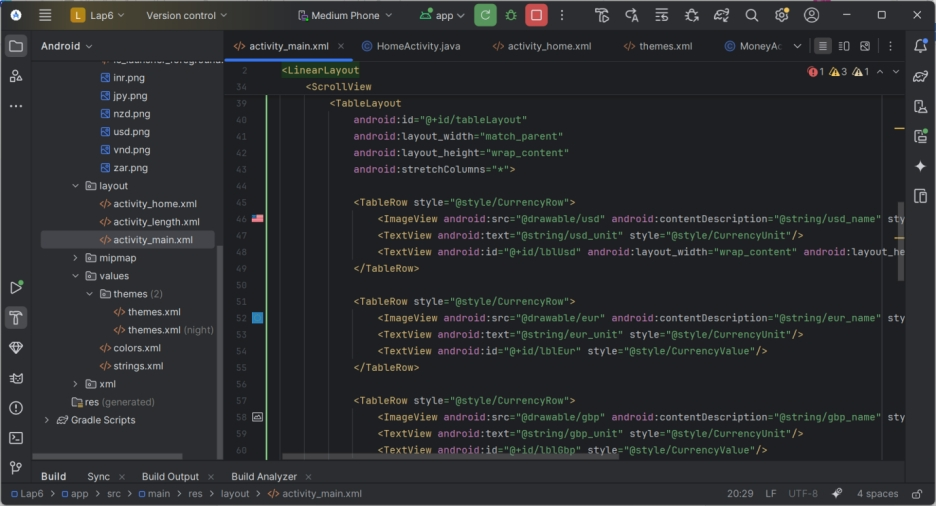 L Lap6 Version control Medium Phone app
Android
activity_main.xml HomeActivity.java activity_home.xml themes.xml MoneyAc
inr.png
jpy.png
nzd.png
usd.png
vnd.png
zar.png
layout
activity_home.xml
activity_length.xml
activity_main.xml
mipmap
values
themes (2)
themes.xml
themes.xml (night)
colors.xml
strings.xml
xml
res (generated)
Gradle Scripts
1 3 1
2 <LinearLayout
34 <ScrollView
39 <TableLayout
40 android:id="@+id/tableLayout"
41 android:layout_width="match_parent"
42 android:layout_height="wrap_content"
43 android:stretchColumns="*">
44
45 <TableRow style="@style/CurrencyRow">
46 <ImageView android:src="@drawable/usd" android:contentDescription="@string/usd_name" sty
47 <TextView android:text="@string/usd_unit" style="@style/CurrencyUnit"/>
48 <TextView android:id="@+id/lblUsd" android:layout_width="wrap_content" android:layout_he
49 </TableRow>
50
51 <TableRow style="@style/CurrencyRow">
52 <ImageView android:src="@drawable/eur" android:contentDescription="@string/eur_name" sty
53 <TextView android:text="@string/eur_unit" style="@style/CurrencyUnit"/>
54 <TextView android:id="@+id/lblEur" style="@style/CurrencyValue"/>
55 </TableRow>
56
57 <TableRow style="@style/CurrencyRow">
58 <ImageView android:src="@drawable/gbp" android:contentDescription="@string/gbp_name" sty
59 <TextView android:text="@string/gbp_unit" style="@style/CurrencyUnit"/>
60 <TextView android:id="@+id/lblGbp" style="@style/CurrencyValue"/>
Build Sync Build Output Build Analyzer
Lap6 > app > src > main > res > layout > activity_main.xml 20:29 LF UTF-8 4 spaces